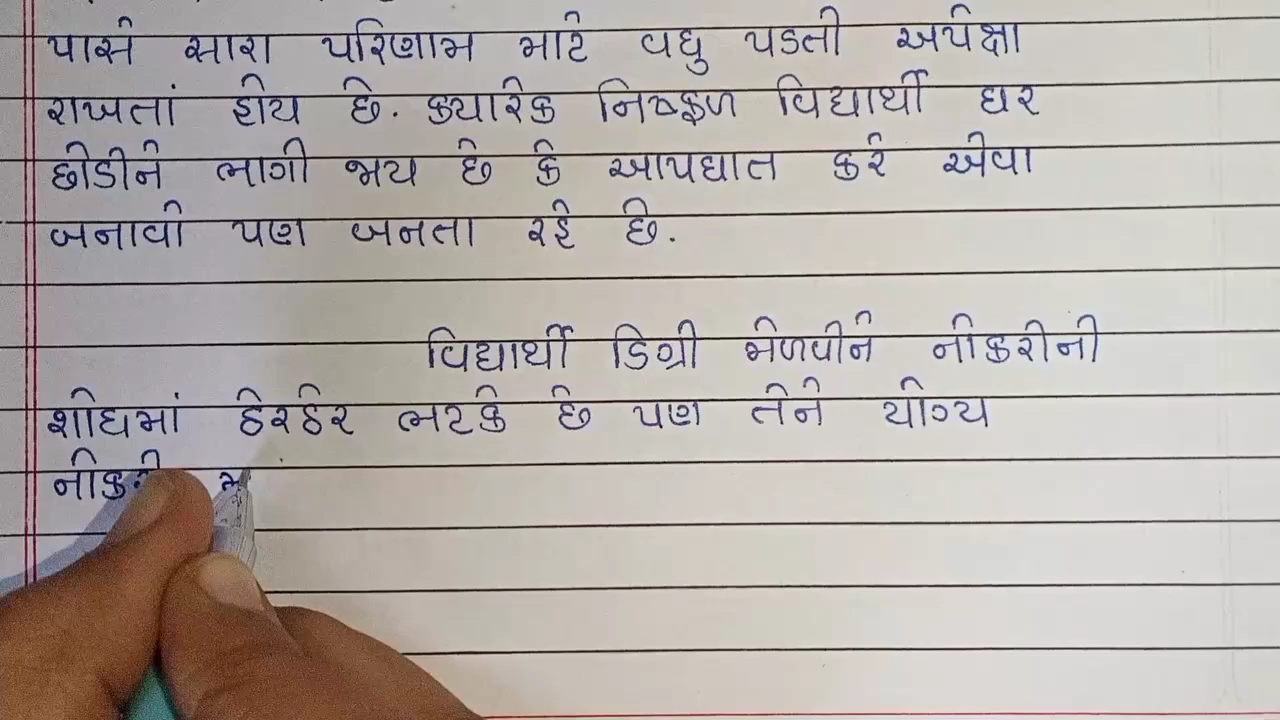 પાસે સારા પરિણામ માટે વધુ પડતી અપેક્ષા
રાખતાં હોય છે. ક્યારેક નિષ્ફળ વિદ્યાર્થી ઘર
છોડીને ભાગી જાય છે કે આપઘાત કરે એવા
બનાવો પણ બનતા રહે છે.
વિદ્યાર્થી ડિગ્રી મેળવીને નોકરીની
શોધમાં ઠેરઠેર ભટકે છે પણ તેને યોગ્ય
નોકરી